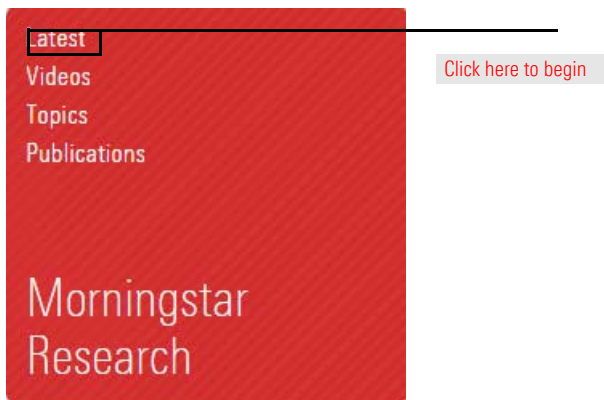 Latest
Click here to begin
Videos
Topics
Publications
Morningstar
Research